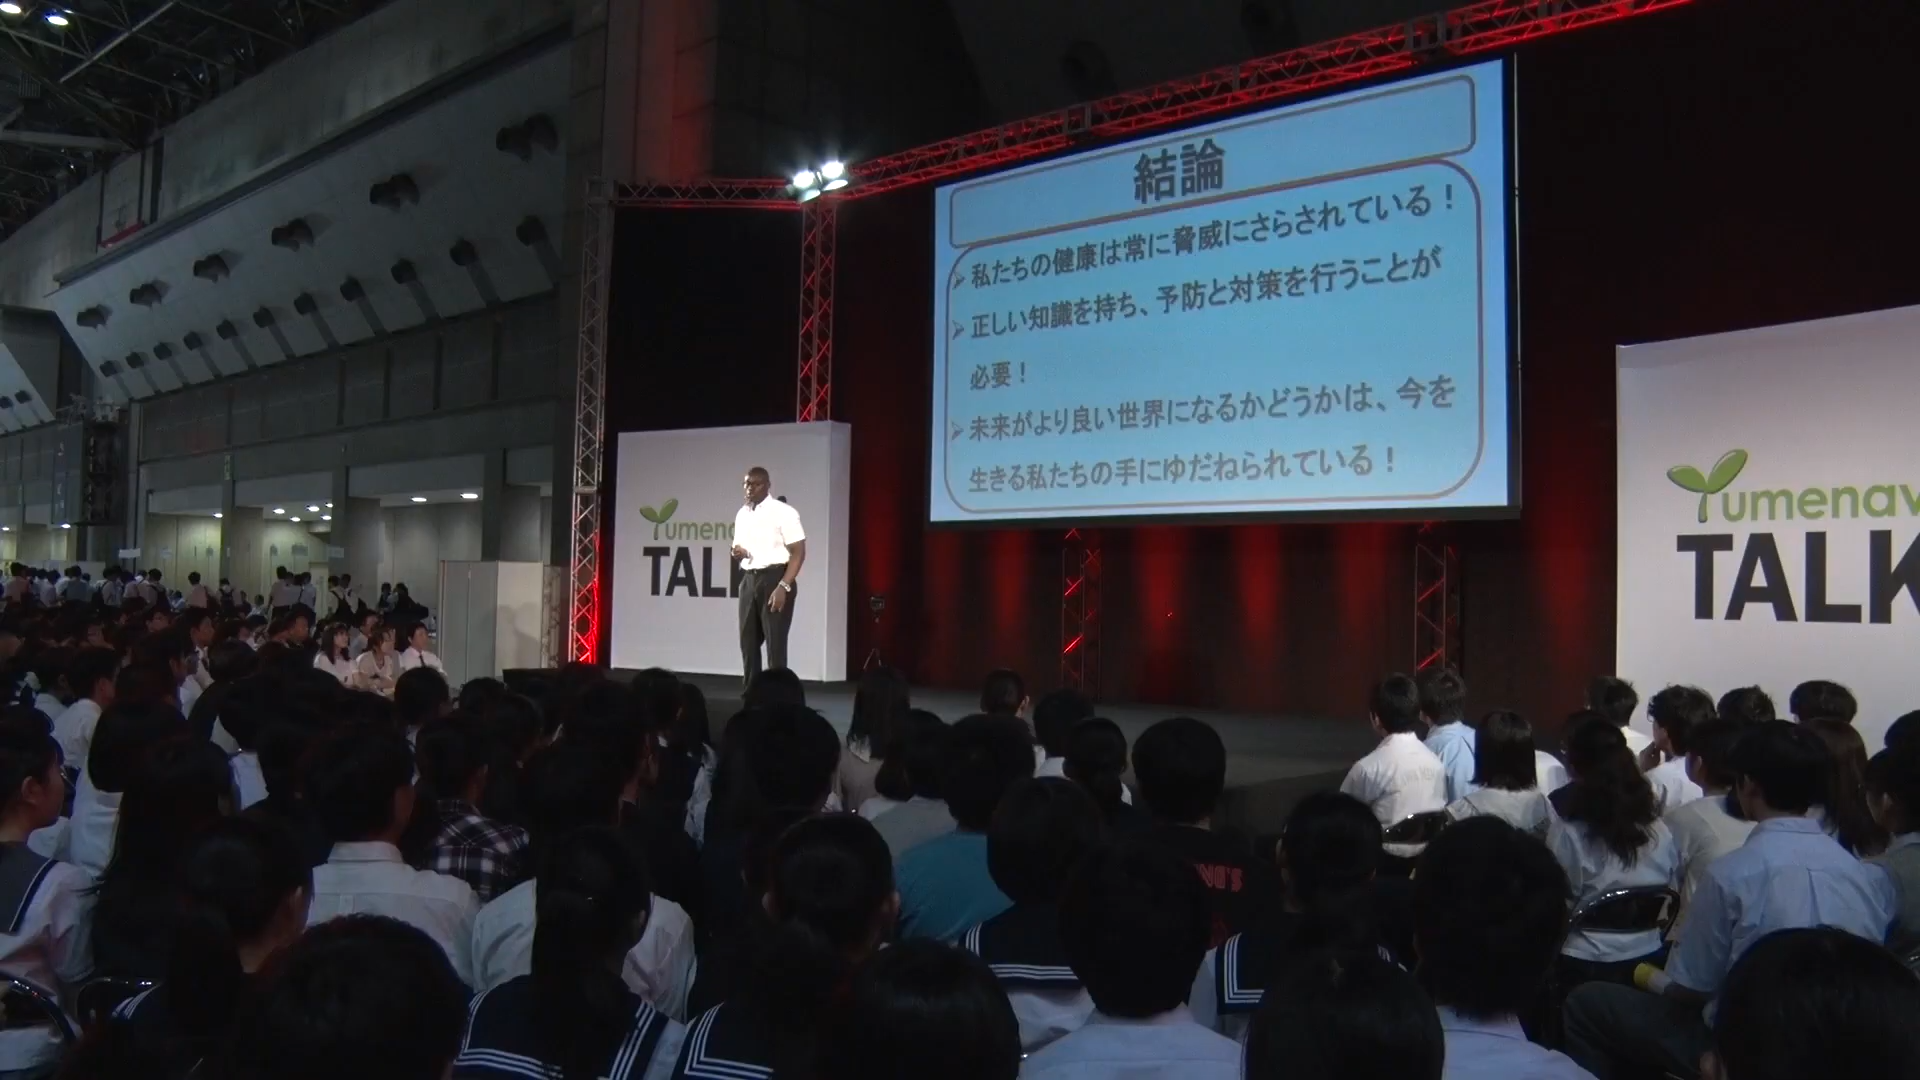 結論
➢ 私たちの健康は常に脅威にさらされている！
➢ 正しい知識を持ち、予防と対策を行うことが
必要！
➢ 未来がより良い世界になるかどうかは、今を
生きる私たちの手にゆだねられている！
Yumena
TALK
Yumenav
TALK